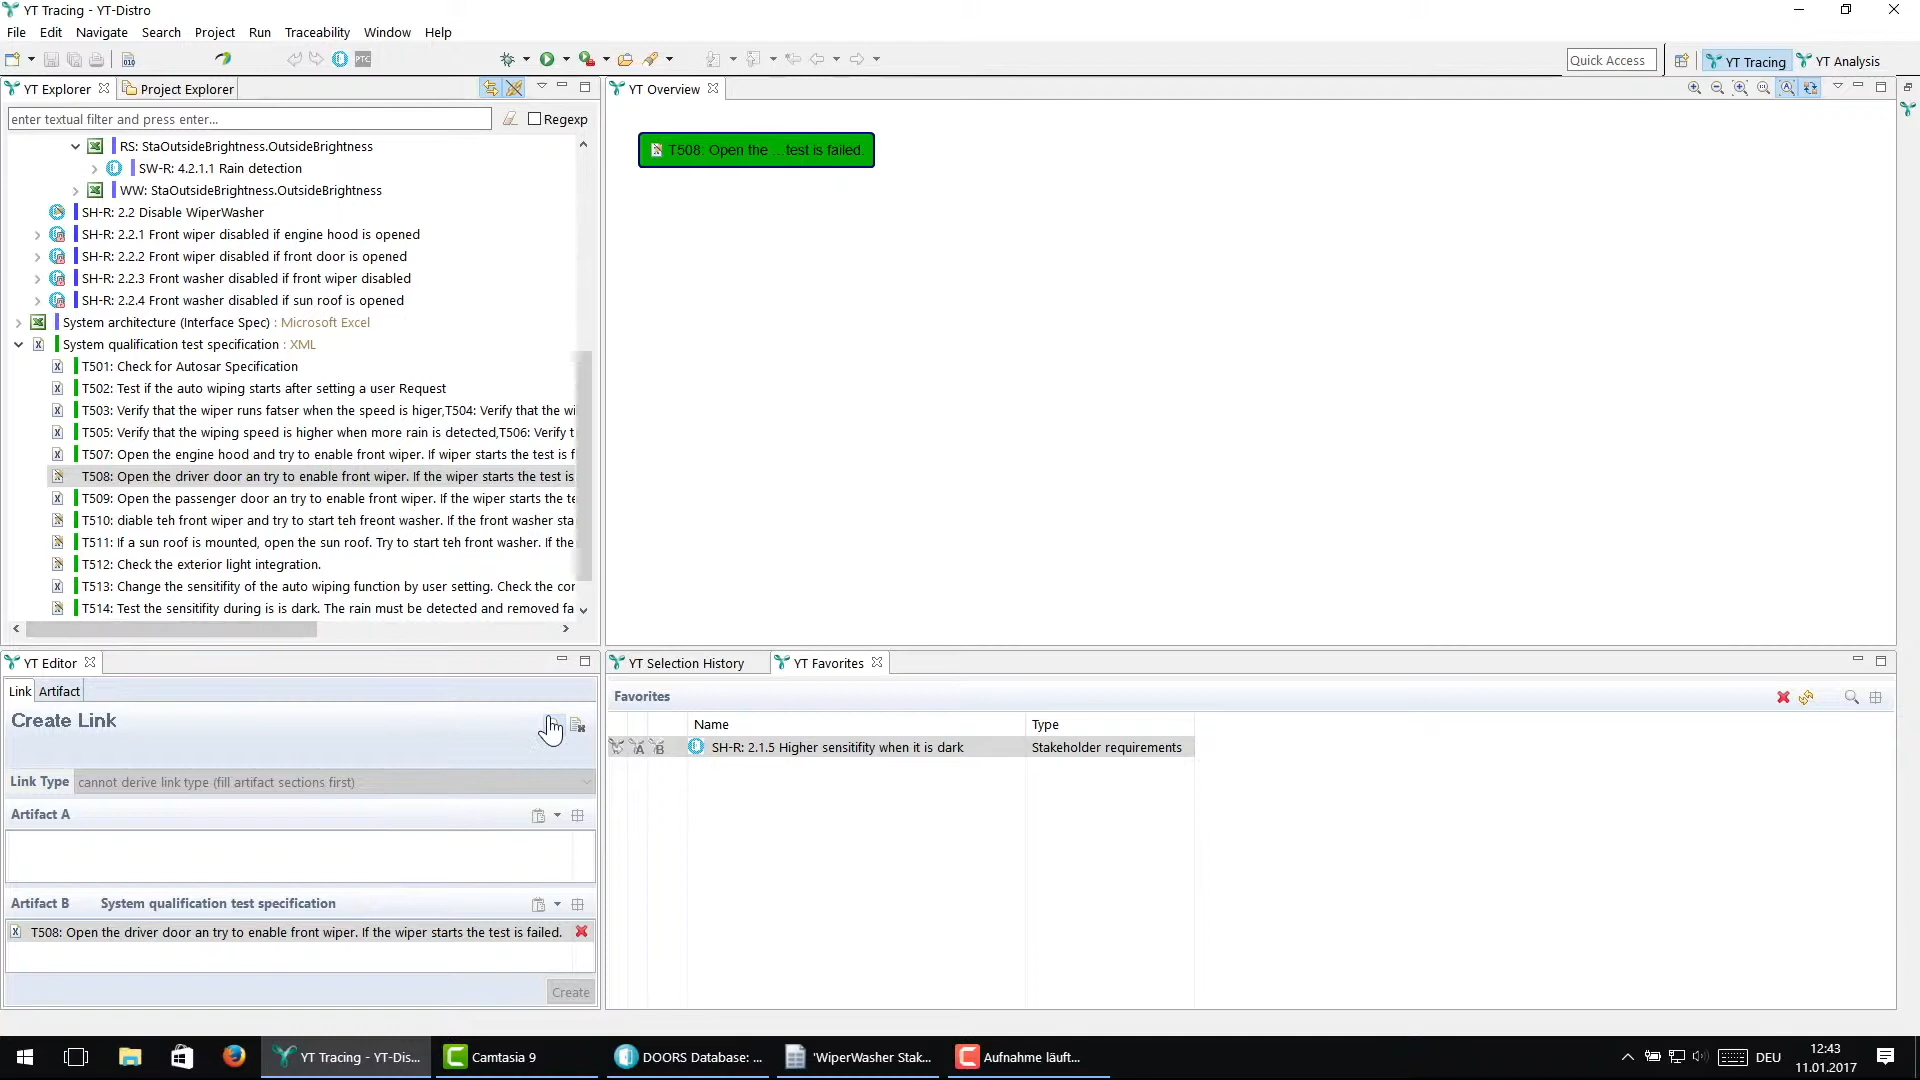 YT Tracing - YT-Distro
File Edit Navigate Search Project Run Traceability Window Help
010
PTC
Quick Access
YT Tracing
YT Analysis
YT Explorer
Project Explorer
enter textual filter and press enter...
Regexp
RS: StaOutsideBrightness.OutsideBrightness
SW-R: 4.2.1.1 Rain detection
WW: StaOutsideBrightness.OutsideBrightness
SH-R: 2.2 Disable WiperWasher
SH-R: 2.2.1 Front wiper disabled if engine hood is opened
SH-R: 2.2.2 Front wiper disabled if front door is opened
SH-R: 2.2.3 Front washer disabled if front wiper disabled
SH-R: 2.2.4 Front washer disabled if sun roof is opened
System architecture (Interface Spec) : Microsoft Excel
System qualification test specification : XML
T501: Check for Autosar Specification
T502: Test if the auto wiping starts after setting a user Request
T503: Verify that the wiper runs fatser when the speed is higer,T504: Verify that the wi
T505: Verify that the wiping speed is higher when more rain is detected,T506: Verify t
T507: Open the engine hood and try to enable front wiper. If wiper starts the test is f
T508: Open the driver door an try to enable front wiper. If the wiper starts the test is
T509: Open the passenger door an try to enable front wiper. If the wiper starts the te
T510: diable teh front wiper and try to start teh freont washer. If the front washer sta
T511: If a sun roof is mounted, open the sun roof. Try to start teh front washer. If the
T512: Check the exterior light integration.
T513: Change the sensitifity of the auto wiping function by user setting. Check the cor
T514: Test the sensitifity during is is dark. The rain must be detected and removed fa
YT Overview
T508: Open the ...test is failed.
YT Editor
Link Artifact
Create Link
Link Type cannot derive link type (fill artifact sections first)
Artifact A
Artifact B System qualification test specification
T508: Open the driver door an try to enable front wiper. If the wiper starts the test is failed.
Create
YT Selection History
YT Favorites
Favorites
Name Type
A B SH-R: 2.1.5 Higher sensitifity when it is dark Stakeholder requirements
YT Tracing - YT-Dis...
Camtasia 9
DOORS Database: ...
'WiperWasher Stak...
Aufnahme läuft...
DEU
12:43
11.01.2017